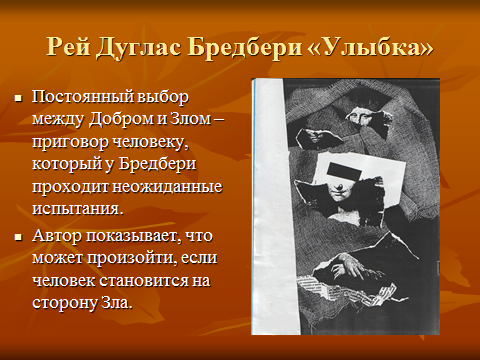 Рей Дуглас Бредбери «Улыбка»
Постоянный выбор
между Добром и Злом –
приговор человеку,
который у Бредбери
проходит неожиданные
испытания.
Автор показывает, что
может произойти, если
человек становится на
сторону Зла.